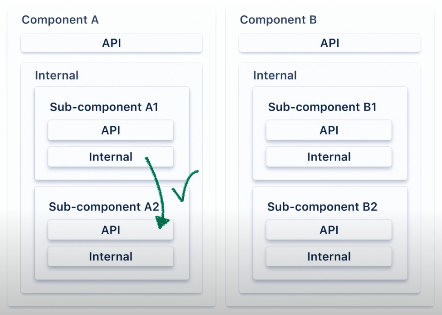 Component A
API
Internal
Sub-component A1
API
Internal
Sub-component A2
API
Internal
Component B
API
Internal
Sub-component B1
API
Internal
Sub-component B2
API
Internal